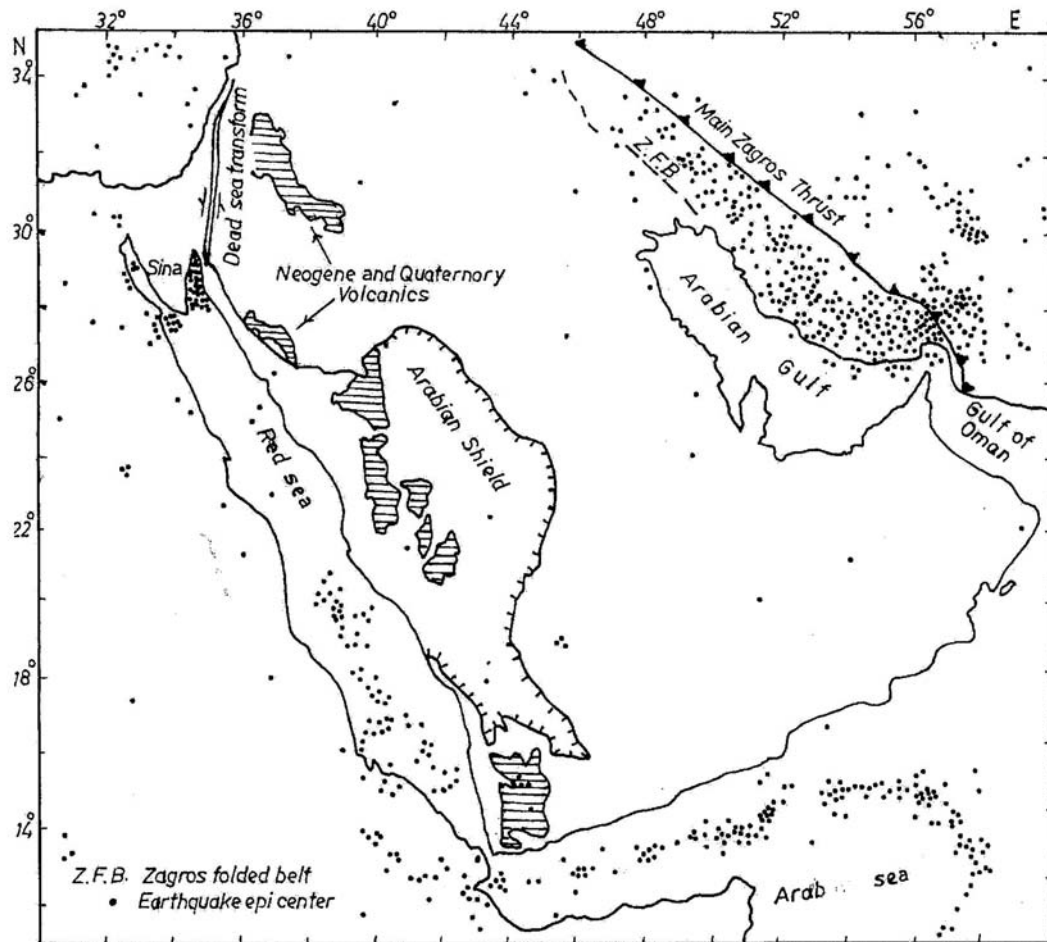 32° 36° 40° 44° 48° 52° 56° E
N
34°
30°
26°
22°
18°
14°
Dead sea transform
Main Zagros Thrust
Z.F.B
Sina
Neogene and Quaternory
Volcanics
Arabian
Gulf
Arabian Shield
Gulf of
Oman
Red sea
Z.F.B. Zagros folded belt
• Earthquake epi center
Arab sea